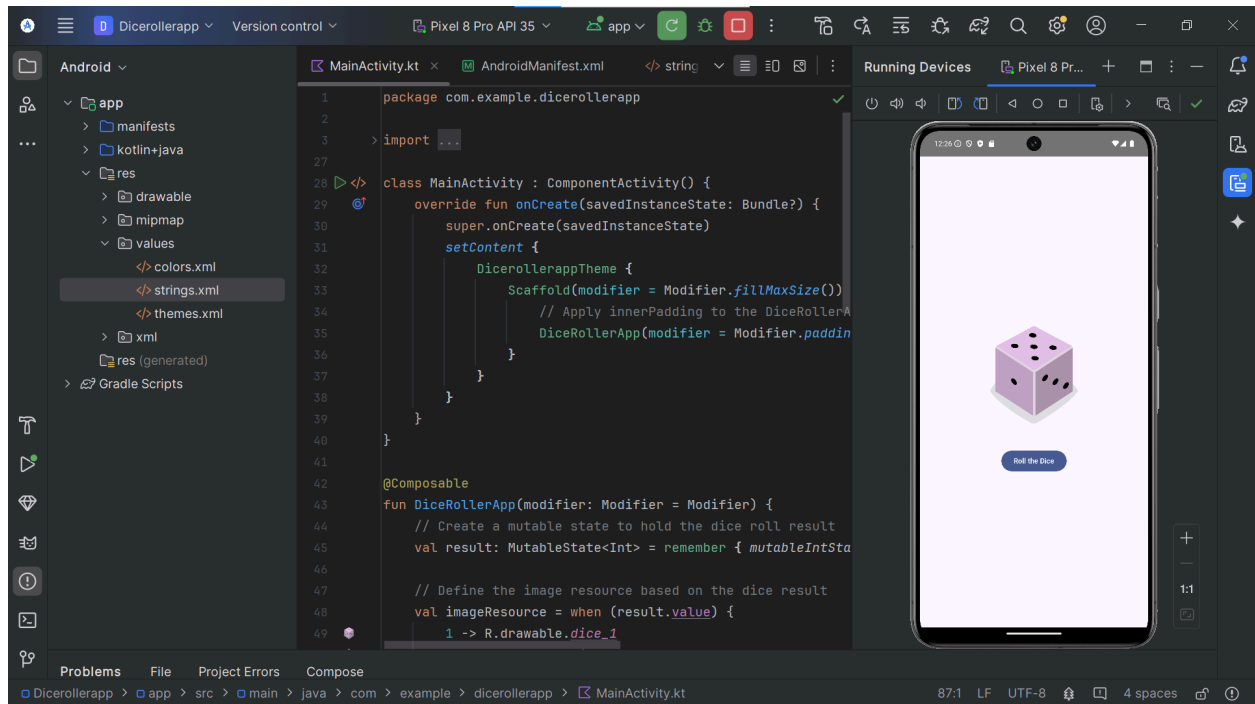 D Dicerollerapp Version control Pixel 8 Pro API 35 app
Android
app
manifests
kotlin+java
res
drawable
mipmap
values
colors.xml
strings.xml
themes.xml
xml
res (generated)
Gradle Scripts
MainActivity.kt AndroidManifest.xml string
1 package com.example.dicerollerapp
2
3 import ...
27
28 class MainActivity : ComponentActivity() {
29 override fun onCreate(savedInstanceState: Bundle?) {
30 super.onCreate(savedInstanceState)
31 setContent {
32 DicerollerappTheme {
33 Scaffold(modifier = Modifier.fillMaxSize())
34 // Apply innerPadding to the DiceRollerA
35 DiceRollerApp(modifier = Modifier.paddin
36 }
37 }
38 }
39 }
40 }
41
42 @Composable
43 fun DiceRollerApp(modifier: Modifier = Modifier) {
44 // Create a mutable state to hold the dice roll result
45 val result: MutableState<Int> = remember { mutableIntSta
46
47 // Define the image resource based on the dice result
48 val imageResource = when (result.value) {
49 1 -> R.drawable.dice_1
Running Devices Pixel 8 Pr...
12:26
Roll the Dice
1:1
Problems File Project Errors Compose
Dicerollerapp > app > src > main > java > com > example > dicerollerapp > MainActivity.kt 87:1 LF UTF-8 4 spaces